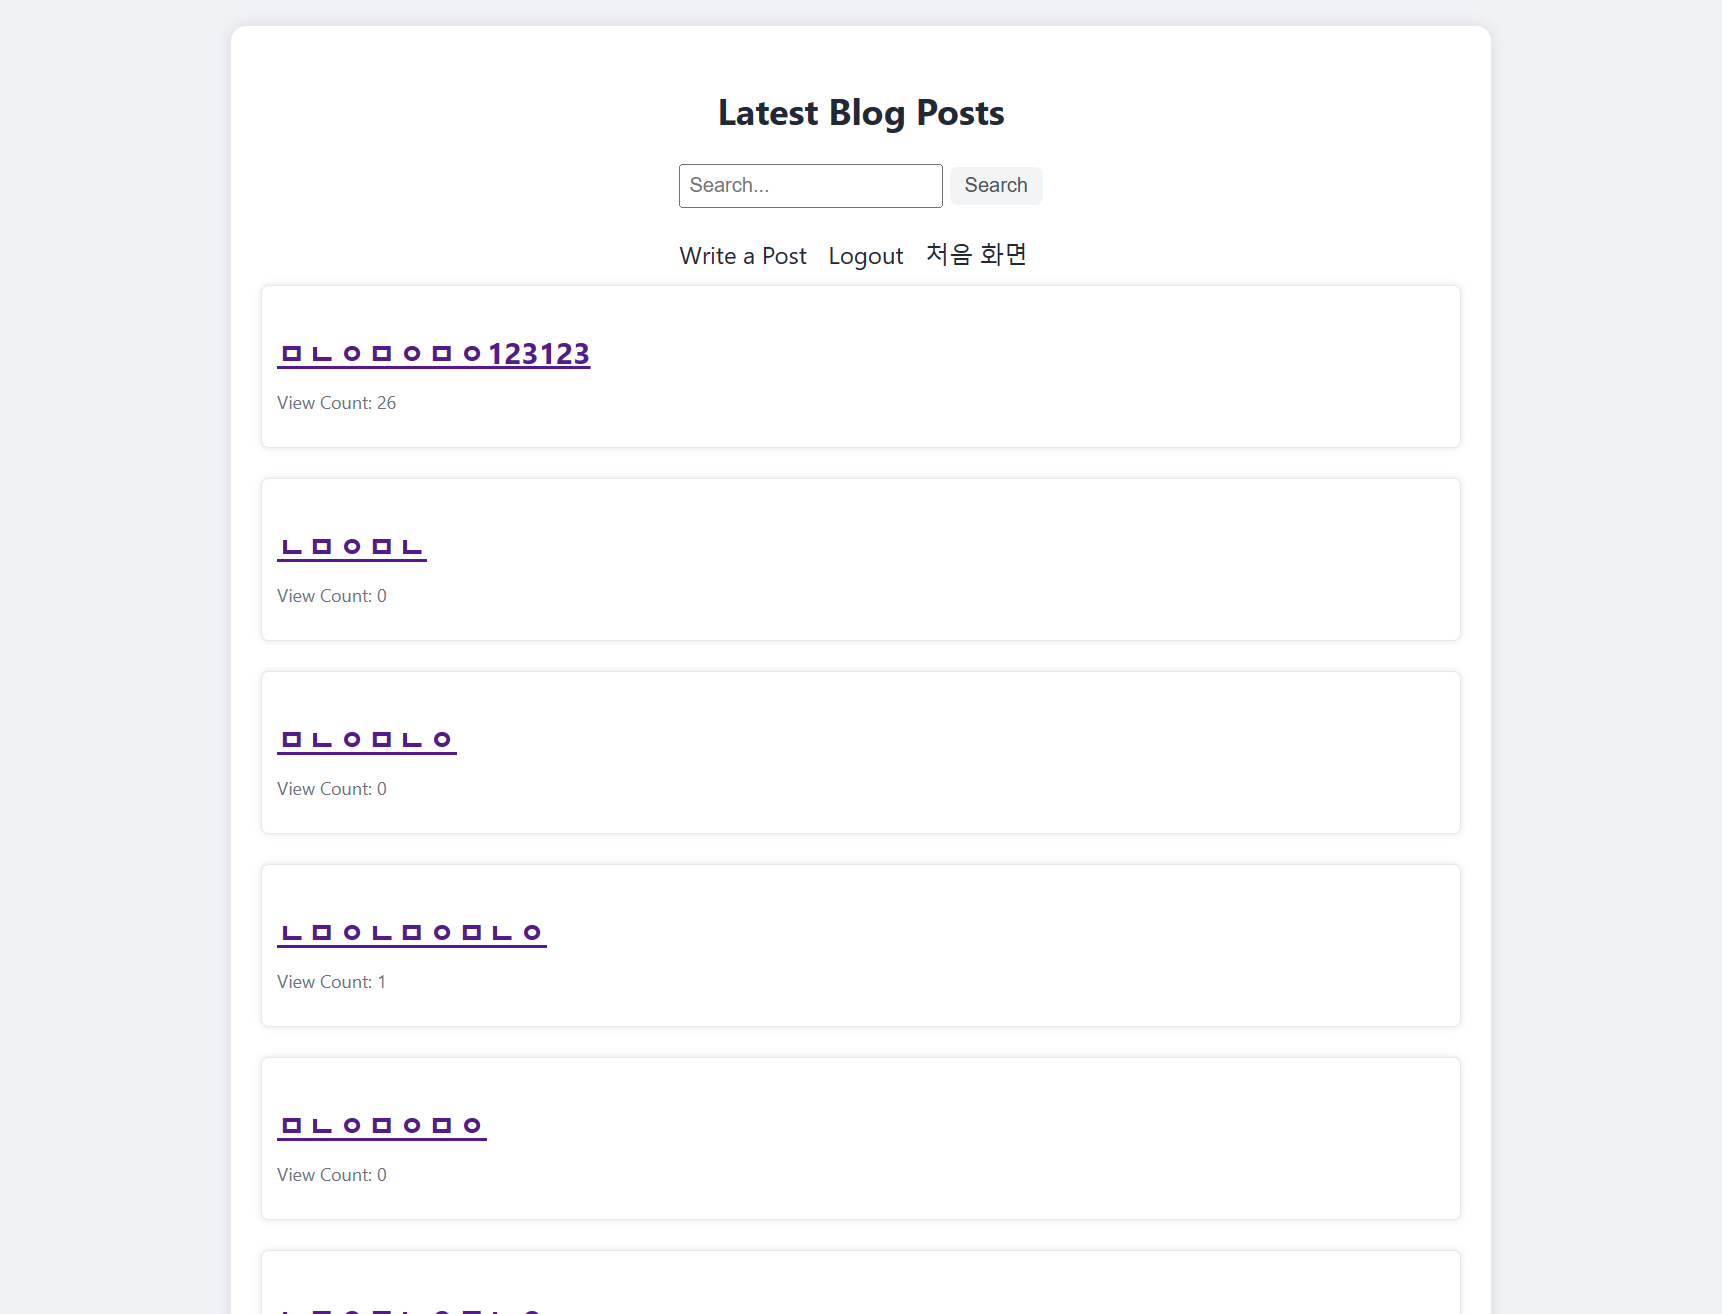 Latest Blog Posts
Search...
Search
Write a Post Logout 처음 화면
ㅁㄴㅇㅁㅇㅁㅇ123123
View Count: 26
ㄴㅁㅇㅁㄴ
View Count: 0
ㅁㄴㅇㅁㄴㅇ
View Count: 0
ㄴㅁㅇㄴㅁㅇㅁㄴㅇ
View Count: 1
ㅁㄴㅇㅁㅇㅁㅇ
View Count: 0